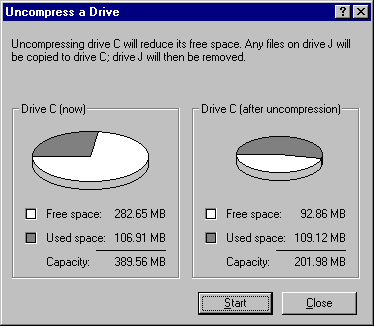 Uncompress a Drive
Uncompressing drive C will reduce its free space. Any files on drive J will
be copied to drive C; drive J will then be removed.
Drive C (now)
Free space: 282.65 MB
Used space: 106.91 MB
Capacity: 389.56 MB
Drive C (after uncompression)
Free space: 92.86 MB
Used space: 109.12 MB
Capacity: 201.98 MB
Start
Close